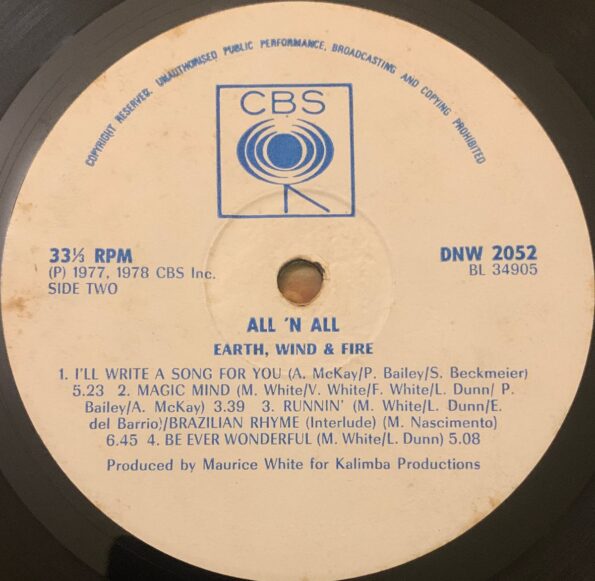 COPYRIGHT RESERVED. UNAUTHORISED PUBLIC PERFORMANCE, BROADCASTING AND COPYING PROHIBITED
CBS
33⅓ RPM
(P) 1977, 1978 CBS Inc.
SIDE TWO
DNW 2052
BL 34905
ALL 'N ALL
EARTH, WIND & FIRE
1. I'LL WRITE A SONG FOR YOU (A. McKAY/P. Bailey/S. Beckmeier)
5.23 2. MAGIC MIND (M. White/V. White/F. White/L. Dunn/ P.
Bailey/A. McKay) 3.39 3. RUNNIN' (M. White/L. Dunn/E.
del Barrio)/BRAZILIAN RHYME (Interlude) (M. Nascimento)
6.45 4. BE EVER WONDERFUL (M. White/L. Dunn) 5.08
Produced by Maurice White for Kalimba Productions